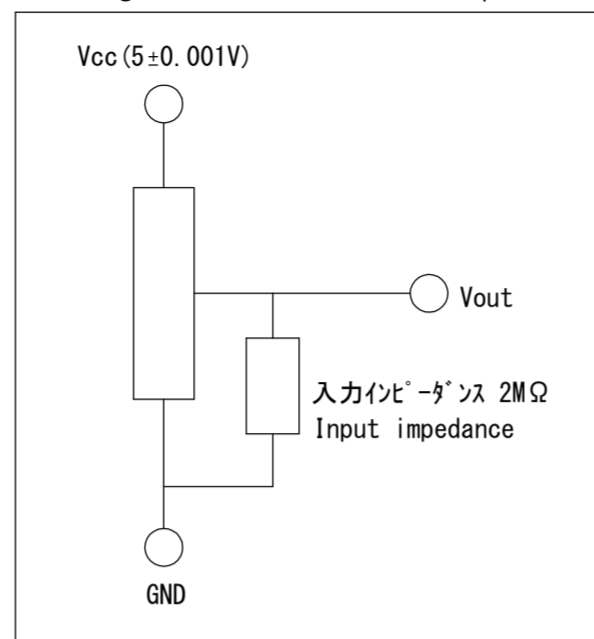 Vcc(5±0.001V)
Vout
入力インピーダンス 2MΩ
Input impedance
GND